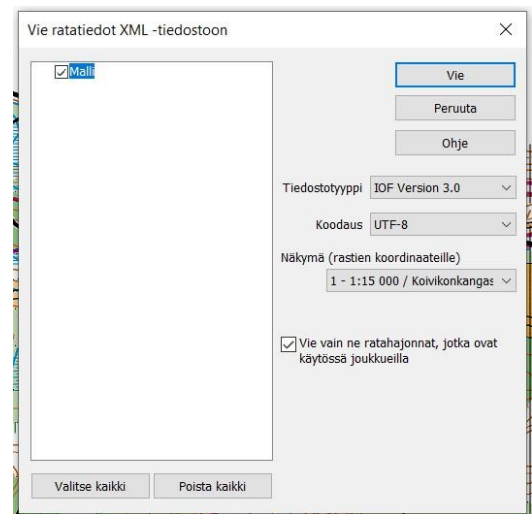 Vie ratatiedot XML -tiedostoon
Malli
Vie
Peruuta
Ohje
Tiedostotyyppi IOF Version 3.0
Koodaus UTF-8
Näkymä (rastien koordinaateille)
1 - 1:15 000 / Koivikonkangas
Vie vain ne ratahajonnat, jotka ovat
käytössä joukkueilla
Valitse kaikki Poista kaikki